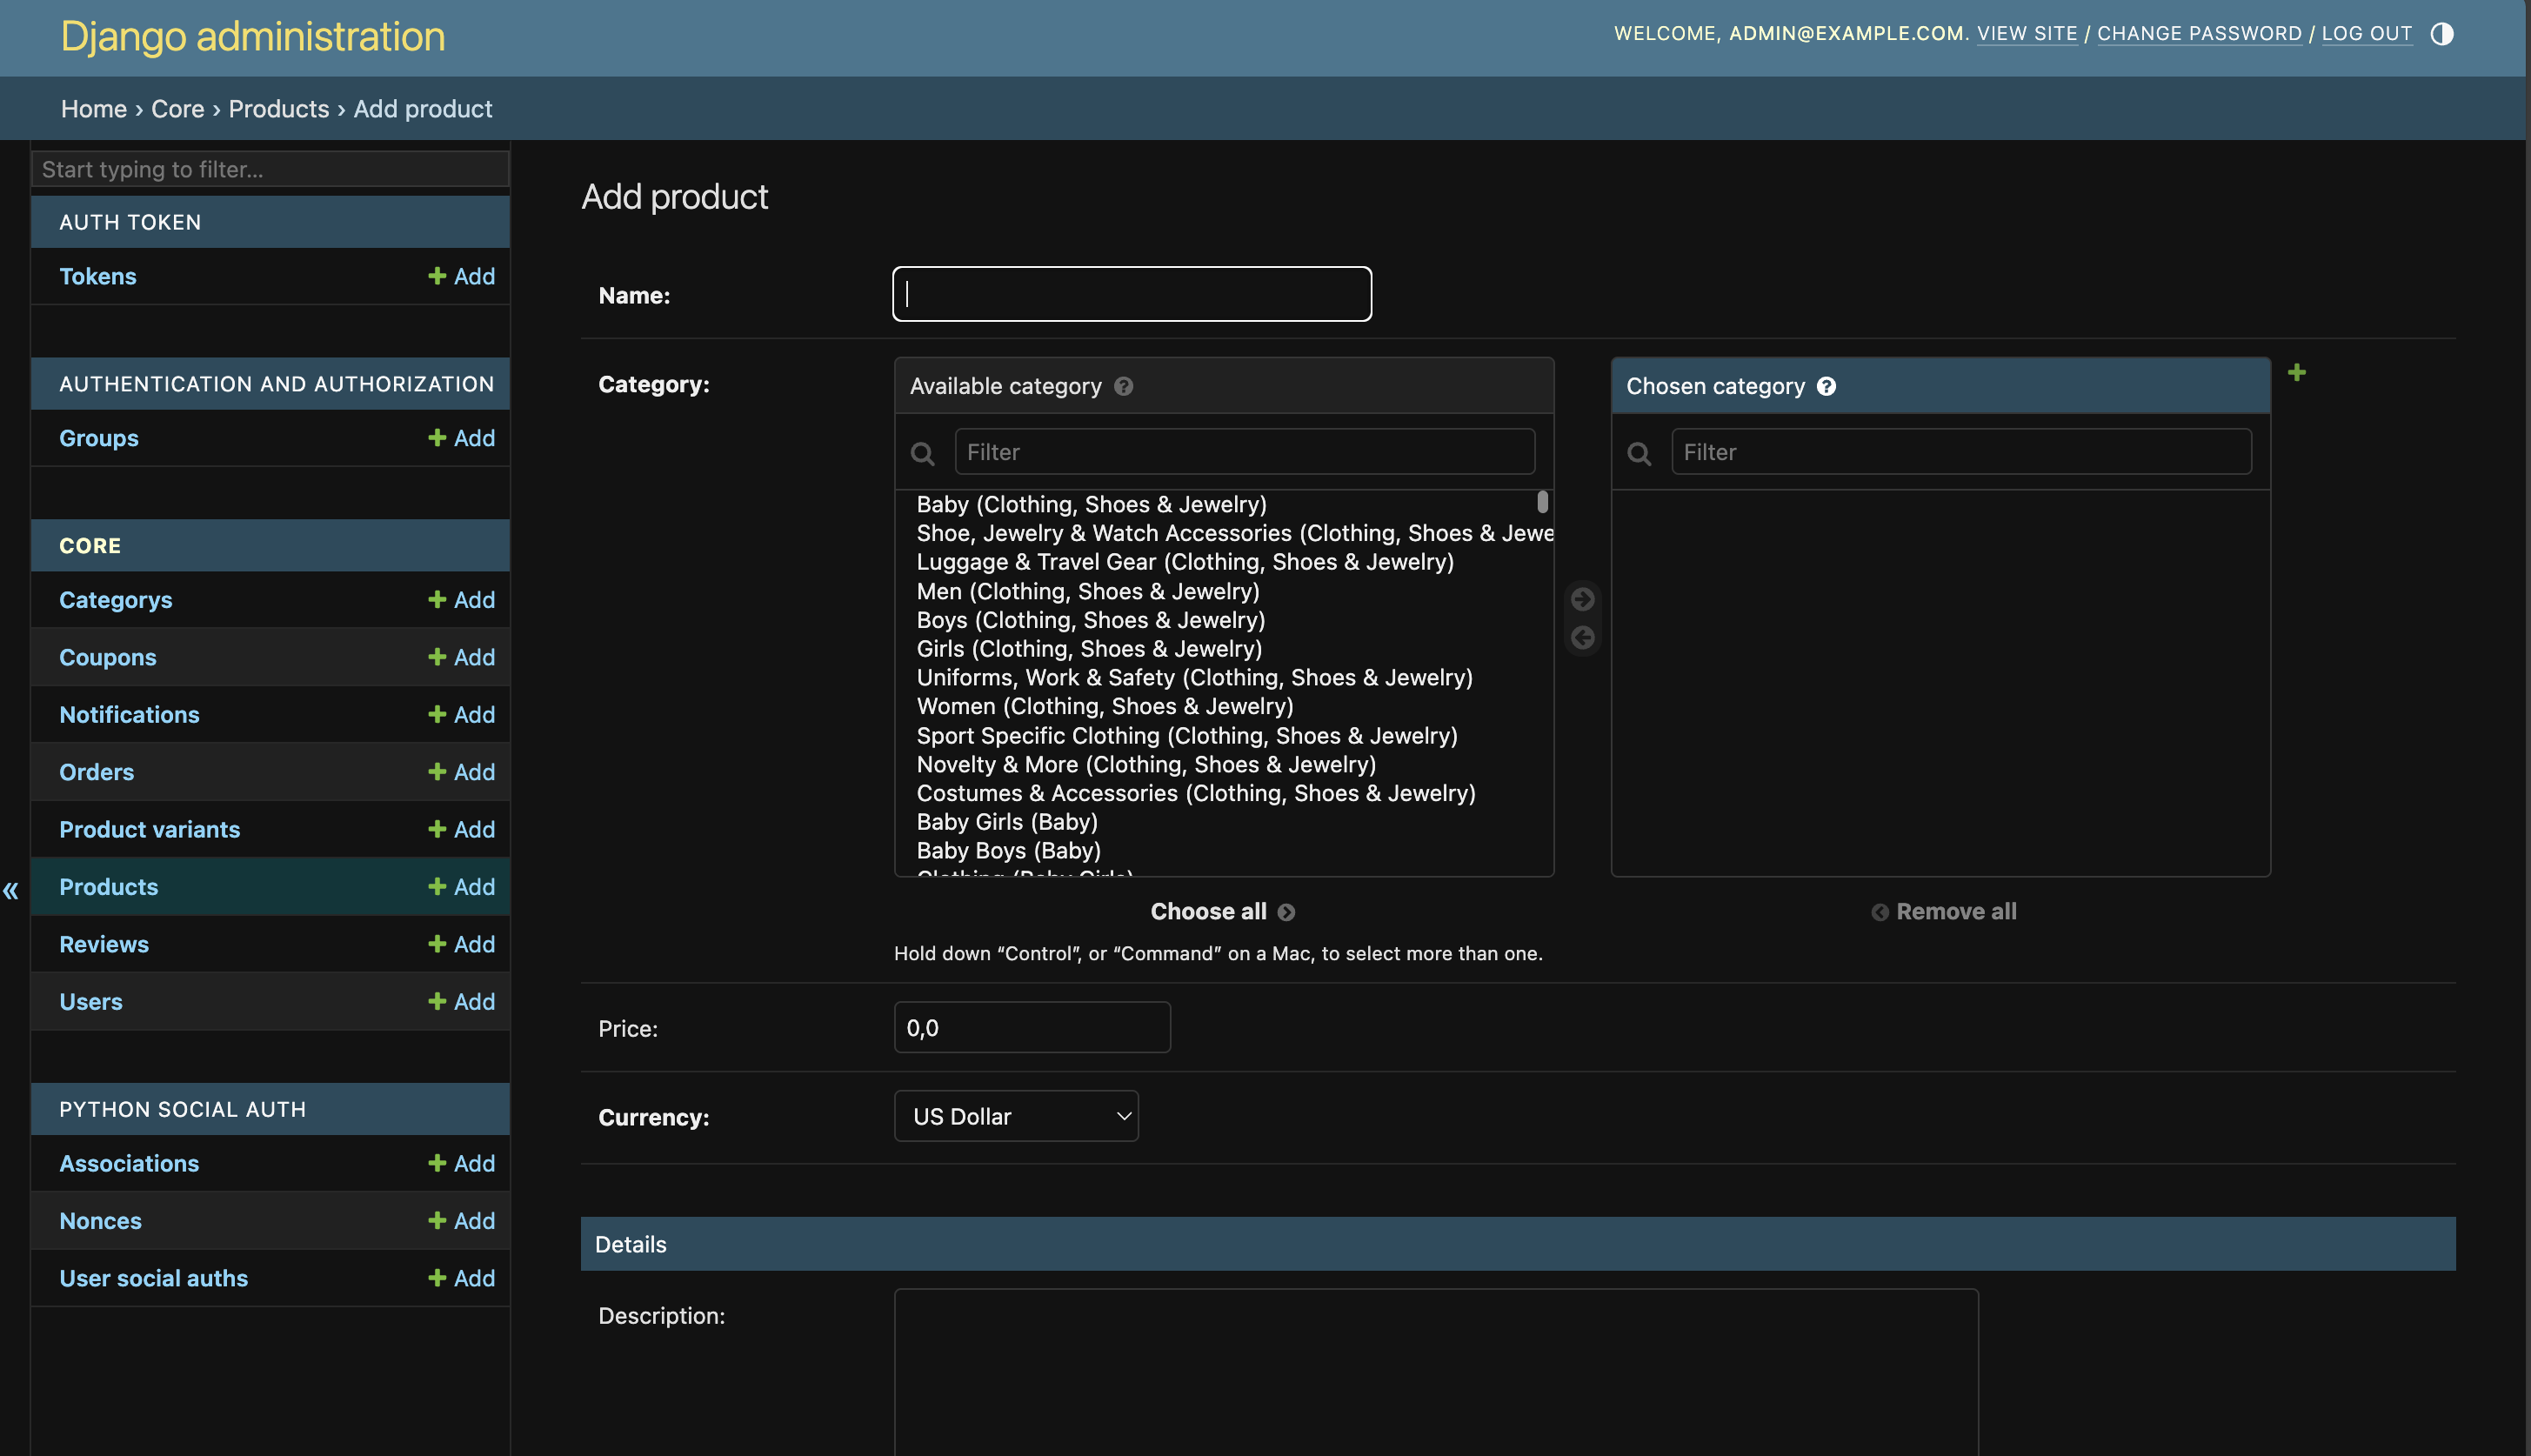 Django administration
WELCOME, ADMIN@EXAMPLE.COM. VIEW SITE / CHANGE PASSWORD / LOG OUT
Home › Core › Products › Add product
Start typing to filter...
AUTH TOKEN
Tokens + Add
AUTHENTICATION AND AUTHORIZATION
Groups + Add
CORE
Categorys + Add
Coupons + Add
Notifications + Add
Orders + Add
Product variants + Add
Products + Add
Reviews + Add
Users + Add
PYTHON SOCIAL AUTH
Associations + Add
Nonces + Add
User social auths + Add
«
Add product
Name:
Category:
Available category ?
Filter
Baby (Clothing, Shoes & Jewelry)
Shoe, Jewelry & Watch Accessories (Clothing, Shoes & Jewe
Luggage & Travel Gear (Clothing, Shoes & Jewelry)
Men (Clothing, Shoes & Jewelry)
Boys (Clothing, Shoes & Jewelry)
Girls (Clothing, Shoes & Jewelry)
Uniforms, Work & Safety (Clothing, Shoes & Jewelry)
Women (Clothing, Shoes & Jewelry)
Sport Specific Clothing (Clothing, Shoes & Jewelry)
Novelty & More (Clothing, Shoes & Jewelry)
Costumes & Accessories (Clothing, Shoes & Jewelry)
Baby Girls (Baby)
Baby Boys (Baby)
Clothing (Baby Girls)
Choose all
Chosen category ?
Filter
Remove all
Hold down “Control”, or “Command” on a Mac, to select more than one.
Price:
0,0
Currency:
US Dollar
Details
Description: